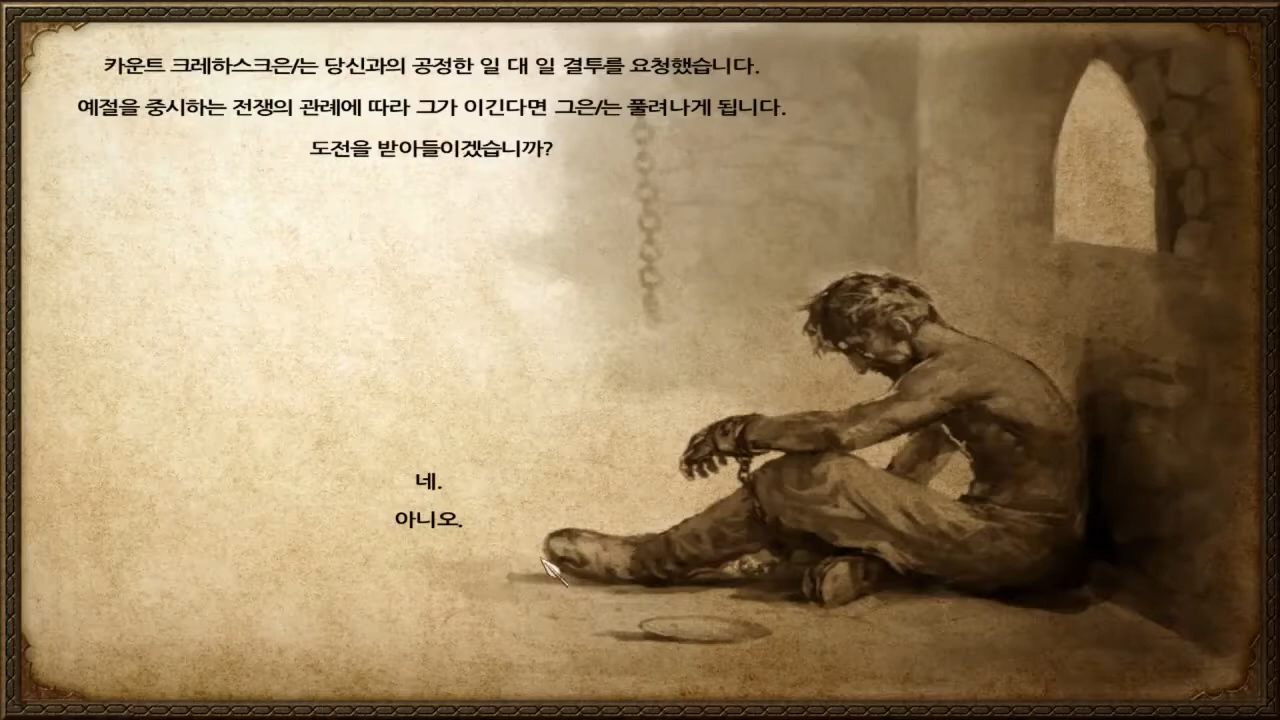 카운트 크레하스크은/는 당신과의 공정한 일 대 일 결투를 요청했습니다.
예절을 중시하는 전쟁의 관례에 따라 그가 이긴다면 그은/는 풀려나게 됩니다.
도전을 받아들이겠습니까?
네.
아니오.